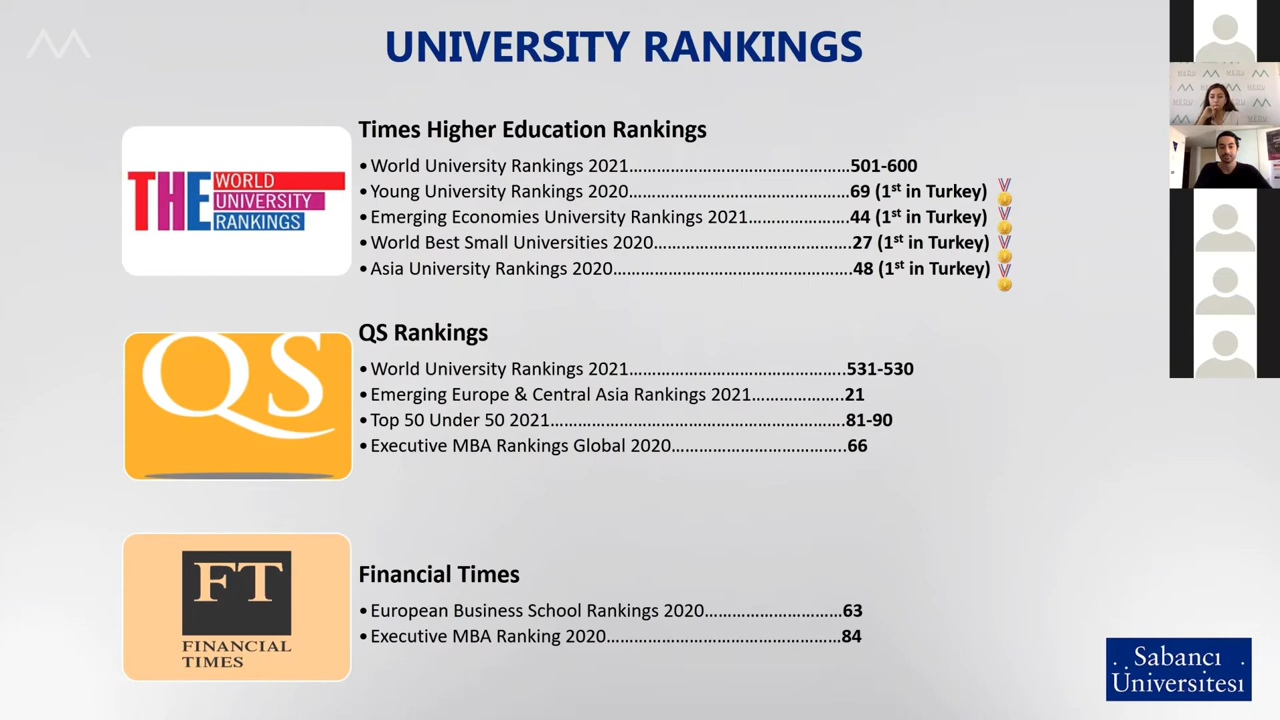 UNIVERSITY RANKINGS
THE WORLD UNIVERSITY RANKINGS
Times Higher Education Rankings
•World University Rankings 2021……………………………..501-600
•Young University Rankings 2020……………………………..69 (1st in Turkey)
•Emerging Economies University Rankings 2021……………..44 (1st in Turkey)
•World Best Small Universities 2020………………………….27 (1st in Turkey)
•Asia University Rankings 2020………………………………..48 (1st in Turkey)
QS
QS Rankings
•World University Rankings 2021……………………………..531-530
•Emerging Europe & Central Asia Rankings 2021…………..21
•Top 50 Under 50 2021………………………………………..81-90
•Executive MBA Rankings Global 2020………………………..66
FT
FINANCIAL
TIMES
Financial Times
•European Business School Rankings 2020…………………63
•Executive MBA Ranking 2020………………………………84
Sabancı
Üniversitesi